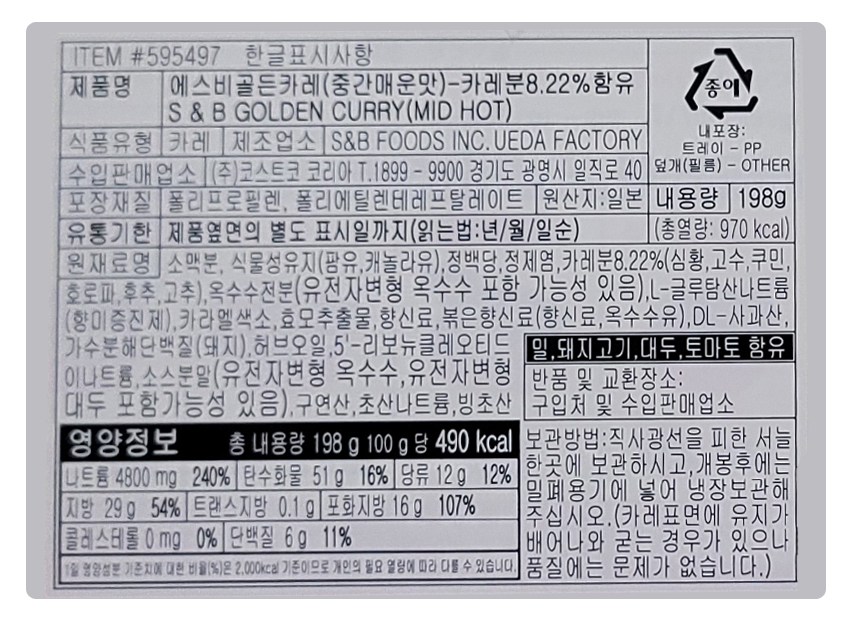 ITEM #595497 한글표시사항
제품명 에스비골든카레(중간매운맛)-카레분8.22%함유
S & B GOLDEN CURRY(MID HOT)
식품유형 카레 제조업소 S&B FOODS INC. UEDA FACTORY
수입판매업소 (주)코스트코 코리아 T.1899 - 9900 경기도 광명시 일직로 40
종이
내포장:
트레이 - PP
덮개(필름) - OTHER
포장재질 폴리프로필렌, 폴리에틸렌테레프탈레이트 원산지:일본 내용량 198g
유통기한 제품옆면의 별도 표시일까지(읽는법:년/월/일순) (총열량: 970 kcal)
원재료명 소맥분, 식물성유지(팜유,캐놀라유),정백당,정제염,카레분8.22%(심황,고수,쿠민,
호로파,후추,고추),옥수수전분(유전자변형 옥수수 포함 가능성 있음),L-글루탐산나트륨
(향미증진제),카라멜색소,효모추출물,향신료,볶은향신료(향신료,옥수수유),DL-사과산,
가수분해단백질(돼지),허브오일,5'-리보뉴클레오티드
이나트륨,소스분말(유전자변형 옥수수,유전자변형
대두 포함가능성 있음),구연산,초산나트륨,빙초산
밀,돼지고기,대두,토마토 함유
반품 및 교환장소:
구입처 및 수입판매업소
영양정보 총 내용량 198 g 100 g 당 490 kcal
나트륨 4800 mg 240% 탄수화물 51 g 16% 당류 12 g 12%
지방 29 g 54% 트랜스지방 0.1 g 포화지방 16 g 107%
콜레스테롤 0 mg 0% 단백질 6 g 11%
1일 영양성분 기준치에 대한 비율(%)은 2,000kcal 기준이므로 개인의 필요 열량에 따라 다를 수 있습니다.
보관방법:직사광선을 피한 서늘
한곳에 보관하시고,개봉후에는
밀폐용기에 넣어 냉장보관해
주십시오.(카레표면에 유지가
배어나와 굳는 경우가 있으나
품질에는 문제가 없습니다.)